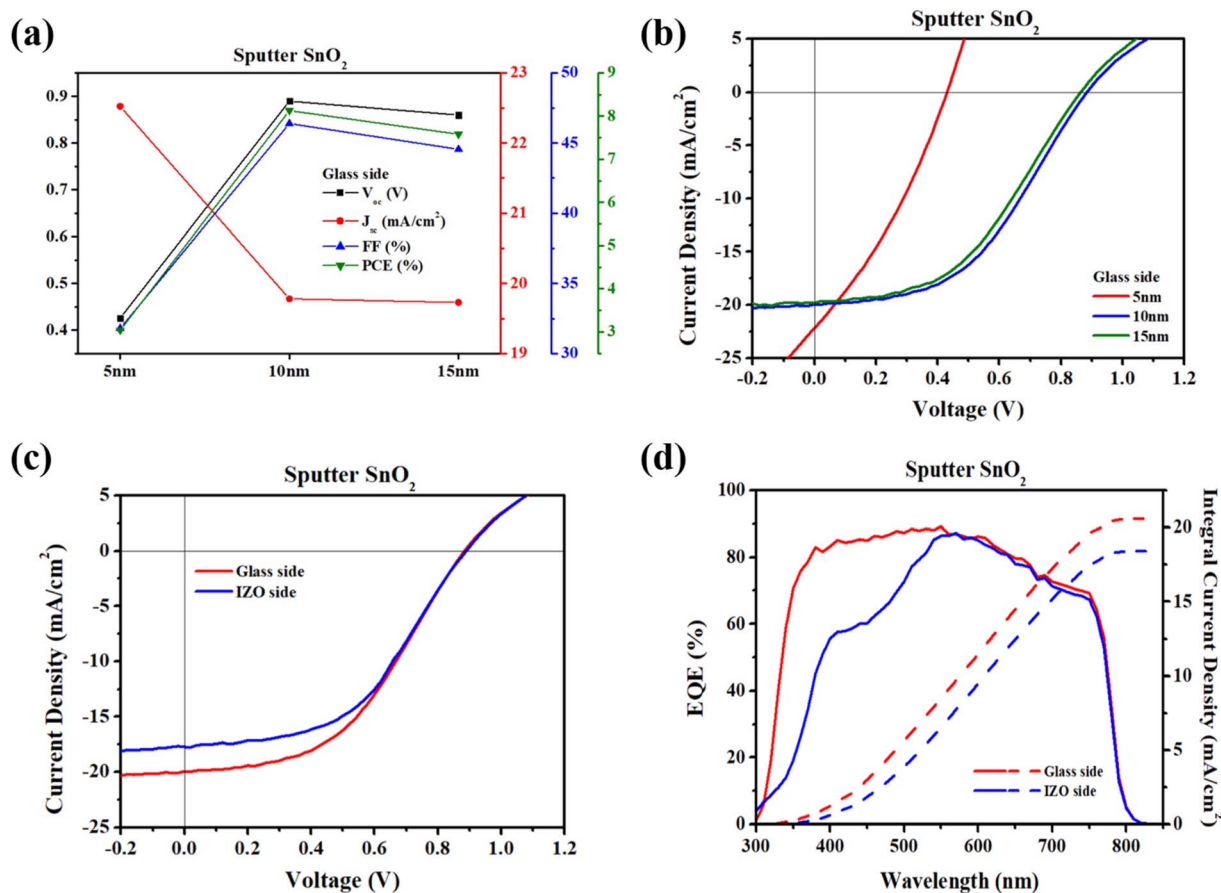 (a)
Sputter SnO₂
0.9
0.8
0.7
0.6
0.5
0.4
5nm
10nm
15nm
23
22
21
20
19
50
45
40
35
30
9
8
7
6
5
4
3
Glass side
Voc (V)
Jsc (mA/cm²)
FF (%)
PCE (%)
(b)
Sputter SnO₂
Current Density (mA/cm²)
5
0
-5
-10
-15
-20
-25
-0.2 0.0 0.2 0.4 0.6 0.8 1.0 1.2
Voltage (V)
Glass side
5nm
10nm
15nm
(c)
Sputter SnO₂
Current Density (mA/cm²)
5
0
-5
-10
-15
-20
-25
-0.2 0.0 0.2 0.4 0.6 0.8 1.0 1.2
Voltage (V)
Glass side
IZO side
(d)
Sputter SnO₂
EQE (%)
100
80
60
40
20
0
300 400 500 600 700 800
Wavelength (nm)
20
15
10
5
0
Integral Current Density (mA/cm²)
Glass side
IZO side